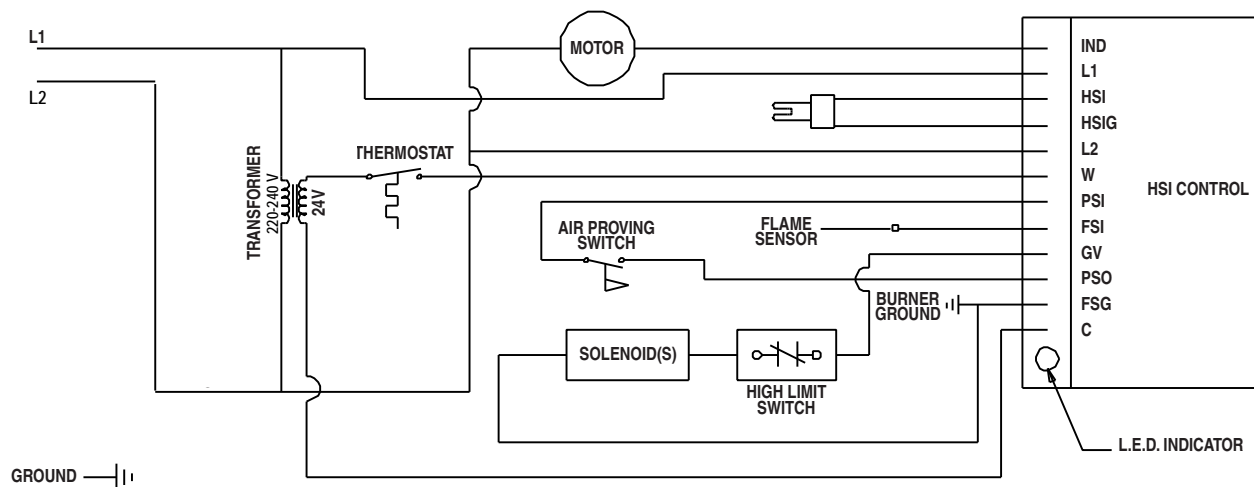 L1
L2
MOTOR
IND
L1
HSI
HSIG
L2
W
PSI
FSI
GV
PSO
FSG
C
HSI CONTROL
THERMOSTAT
TRANSFORMER
220-240 V
24V
AIR PROVING
SWITCH
FLAME
SENSOR
BURNER
GROUND
SOLENOID(S)
HIGH LIMIT
SWITCH
L.E.D. INDICATOR
GROUND